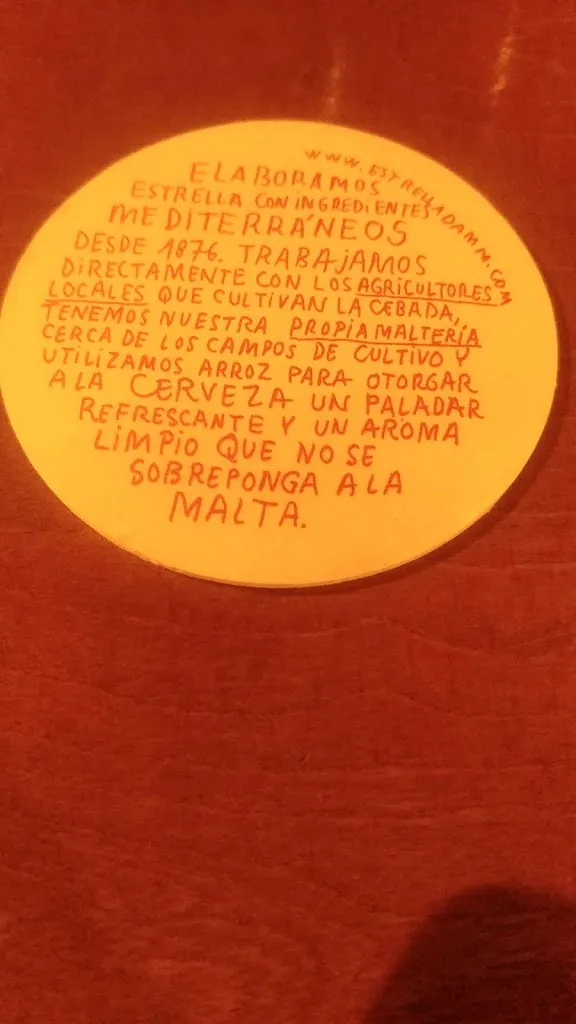 www.ESTRELLADAMM.COM
ELABORAMOS
ESTRELLA CON INGREDIENTES
MEDITERRÁNEOS
DESDE 1876. TRABAJAMOS
DIRECTAMENTE CON LOS AGRICULTORES
LOCALES QUE CULTIVAN LA CEBADA,
TENEMOS NUESTRA PROPIA MALTERÍA
CERCA DE LOS CAMPOS DE CULTIVO Y
UTILIZAMOS ARROZ PARA OTORGAR
A LA CERVEZA UN PALADAR
REFRESCANTE Y UN AROMA
LIMPIO QUE NO SE
SOBREPONGA A LA
MALTA.